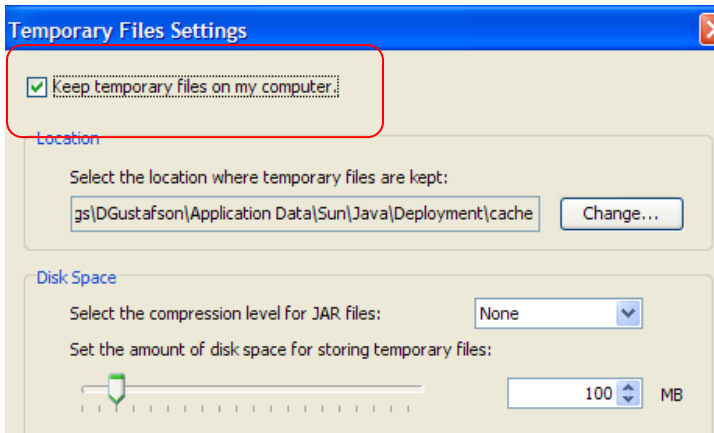 Temporary Files Settings
Keep temporary files on my computer.
Location
Select the location where temporary files are kept:
gs\DGustafson\Application Data\Sun\Java\Deployment\cache
Change...
Disk Space
Select the compression level for JAR files:
None
Set the amount of disk space for storing temporary files:
100 MB